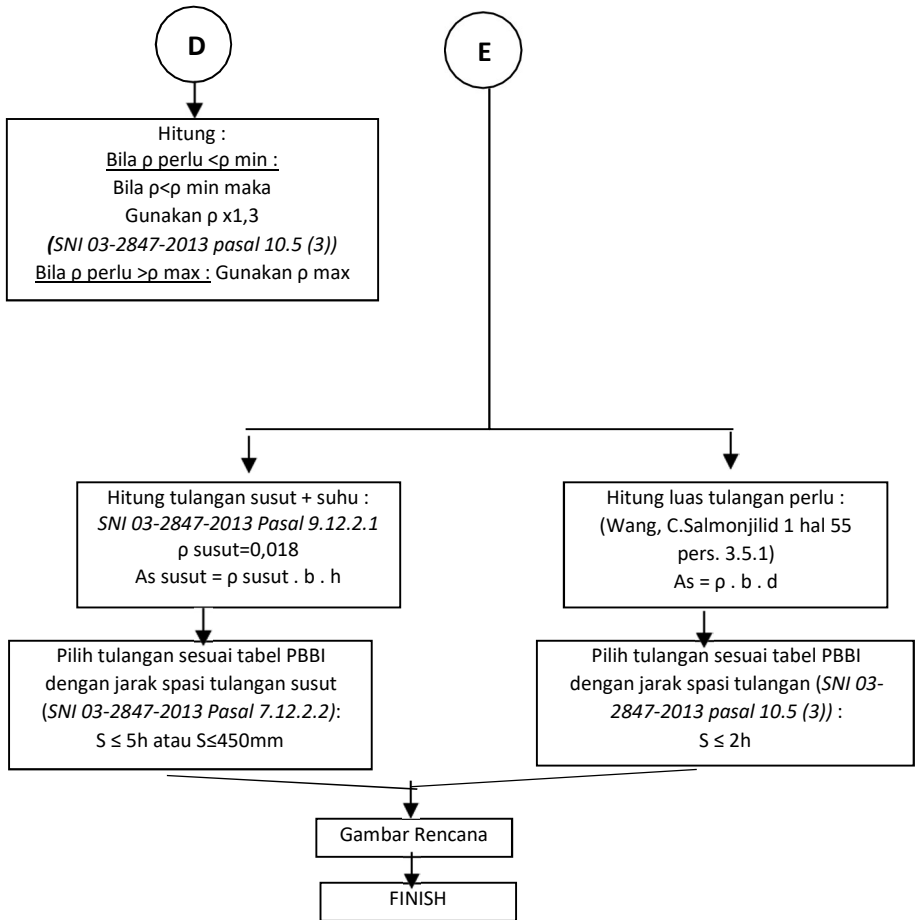 D
E
Hitung :
Bila ρ perlu <ρ min :
Bila ρ<ρ min maka
Gunakan ρ x1,3
(SNI 03-2847-2013 pasal 10.5 (3))
Bila ρ perlu >ρ max : Gunakan ρ max
Hitung tulangan susut + suhu :
SNI 03-2847-2013 Pasal 9.12.2.1
ρ susut=0,018
As susut = ρ susut . b . h
Hitung luas tulangan perlu :
(Wang, C.Salmonjilid 1 hal 55
pers. 3.5.1)
As = ρ . b . d
Pilih tulangan sesuai tabel PBBI
dengan jarak spasi tulangan susut
(SNI 03-2847-2013 Pasal 7.12.2.2):
S ≤ 5h atau S≤450mm
Pilih tulangan sesuai tabel PBBI
dengan jarak spasi tulangan (SNI 03-
2847-2013 pasal 10.5 (3)) :
S ≤ 2h
Gambar Rencana
FINISH